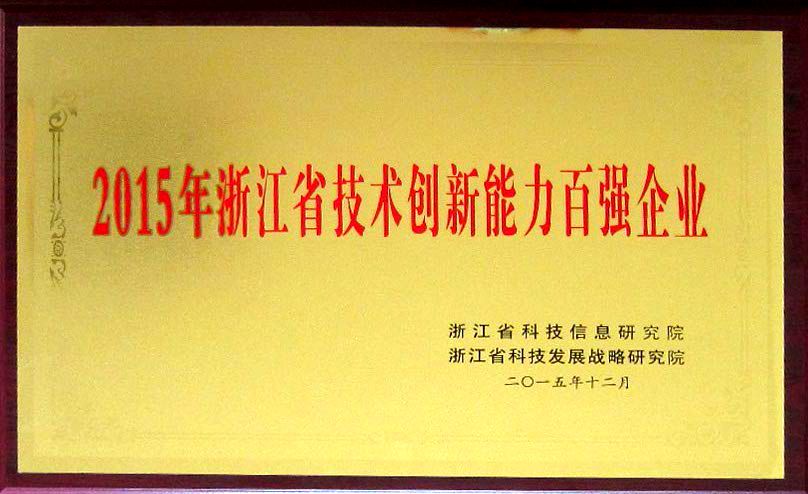 2015年浙江省技术创新能力百强企业
浙江省科技信息研究院
浙江省科技发展战略研究院
二〇一五年十二月